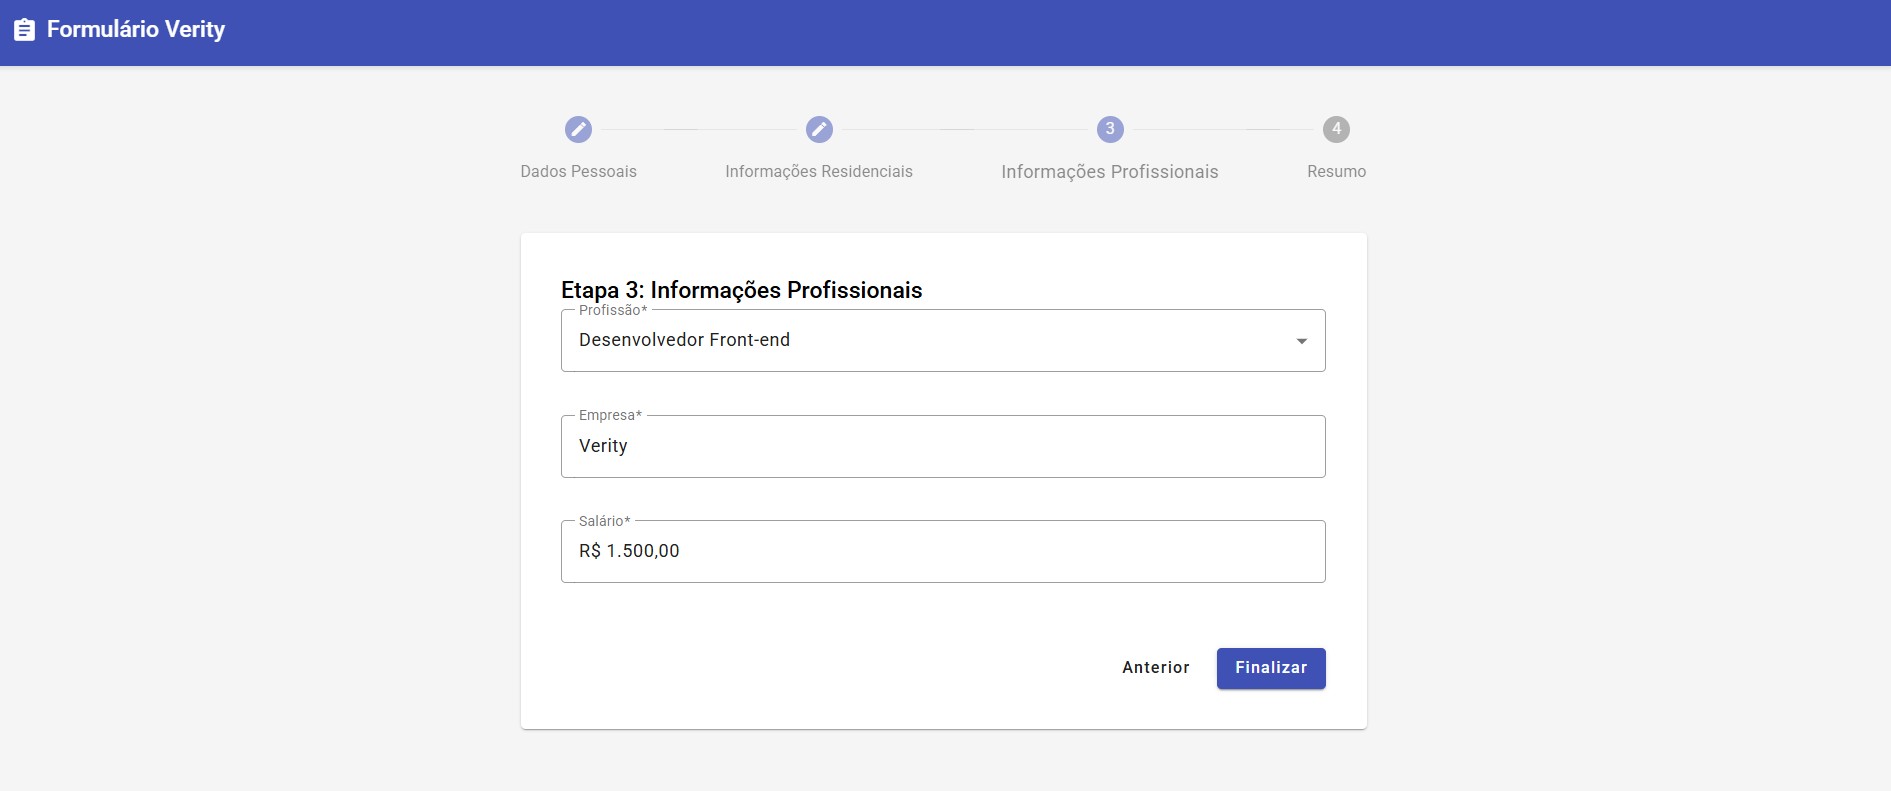 Formulário Verity
3
4
Dados Pessoais
Informações Residenciais
Informações Profissionais
Resumo
Etapa 3: Informações Profissionais
Profissão*
Desenvolvedor Front-end
Empresa*
Verity
Salário*
R$ 1.500,00
Anterior
Finalizar